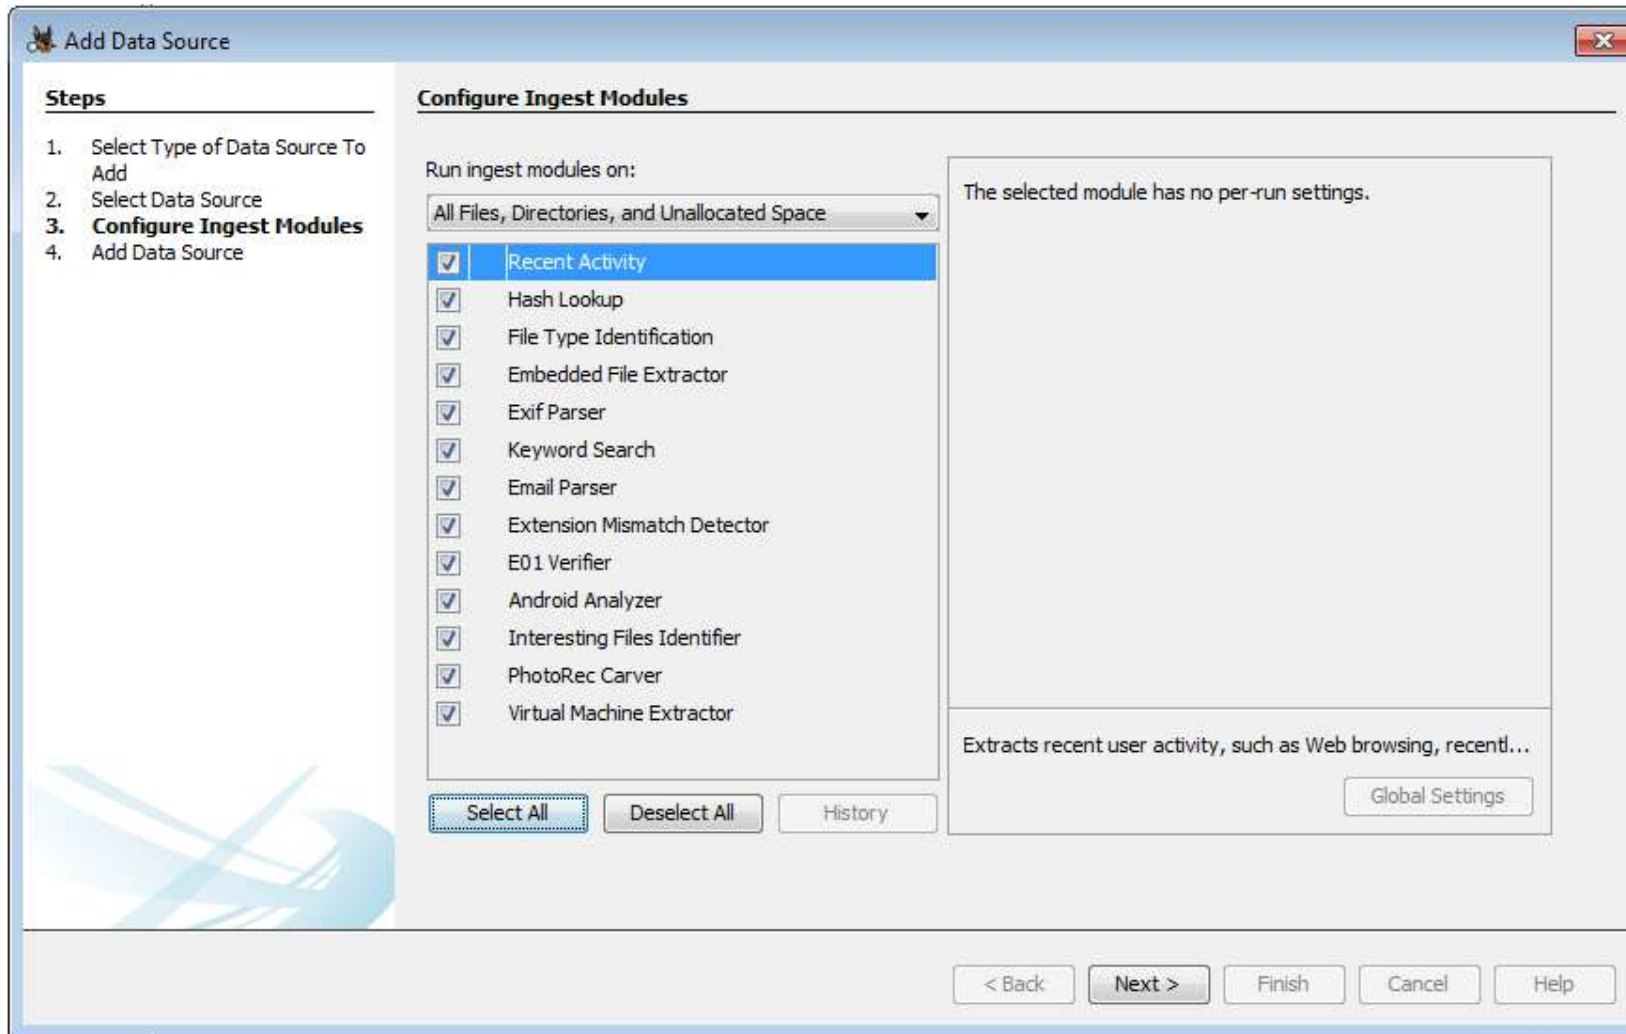 Add Data Source
Steps
1. Select Type of Data Source To
Add
2. Select Data Source
3. Configure Ingest Modules
4. Add Data Source
Configure Ingest Modules
Run ingest modules on:
All Files, Directories, and Unallocated Space
Recent Activity
Hash Lookup
File Type Identification
Embedded File Extractor
Exif Parser
Keyword Search
Email Parser
Extension Mismatch Detector
E01 Verifier
Android Analyzer
Interesting Files Identifier
PhotoRec Carver
Virtual Machine Extractor
Select All
Deselect All
History
The selected module has no per-run settings.
Extracts recent user activity, such as Web browsing, recentl...
Global Settings
< Back
Next >
Finish
Cancel
Help